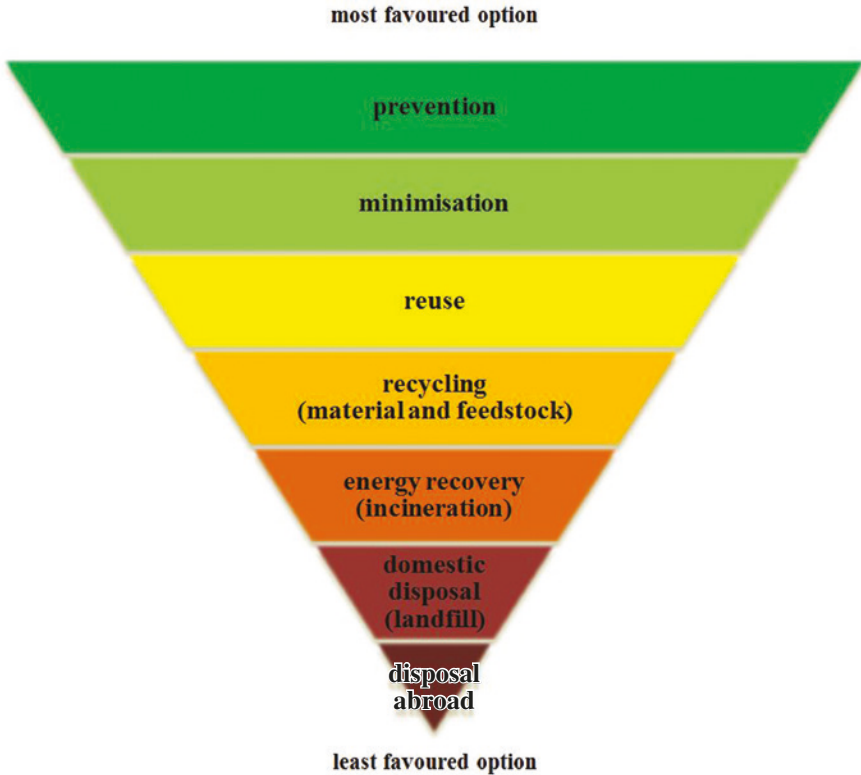 most favoured option
prevention
minimisation
reuse
recycling
(material and feedstock)
energy recovery
(incineration)
domestic
disposal
(landfill)
disposal
abroad
least favoured option